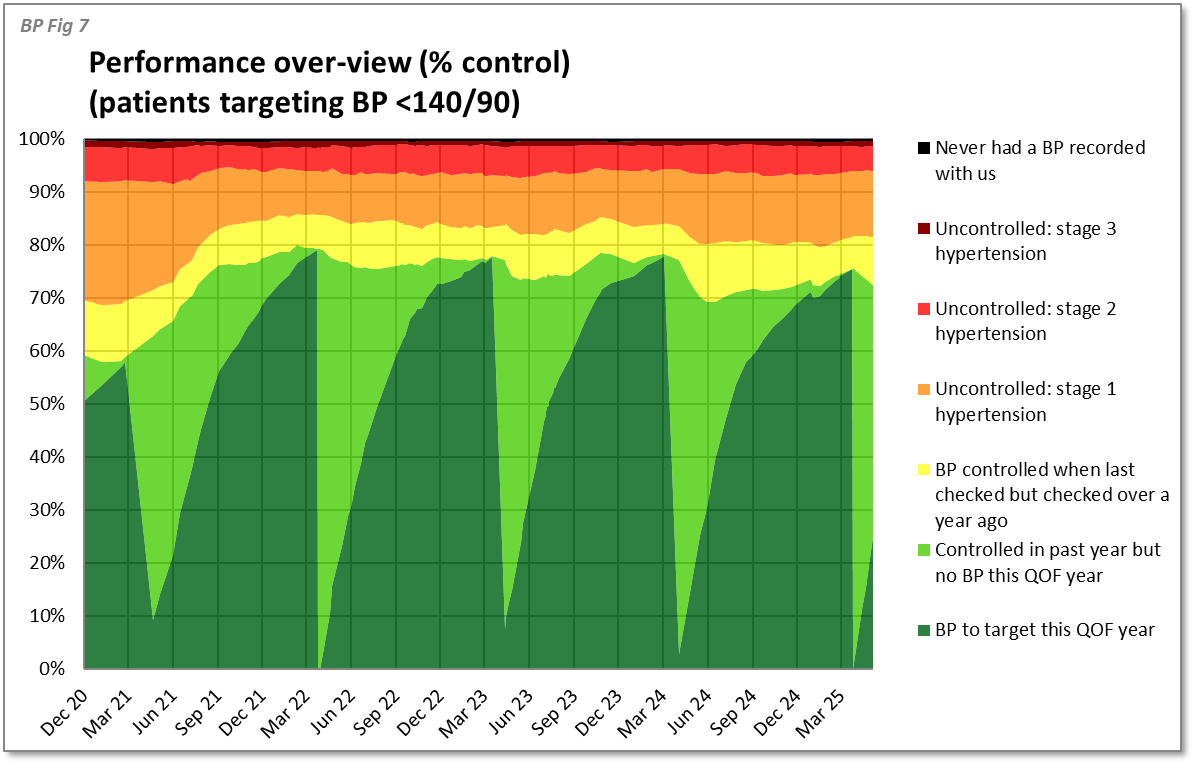 BP Fig 7
Performance over-view (% control)
(patients targeting BP <140/90)
100%
90%
80%
70%
60%
50%
40%
30%
20%
10%
0%
Dec 20
Mar 21
Jun 21
Sep 21
Dec 21
Mar 22
Jun 22
Sep 22
Dec 22
Mar 23
Jun 23
Sep 23
Dec 23
Mar 24
Jun 24
Sep 24
Dec 24
Mar 25
Never had a BP recorded
with us
Uncontrolled: stage 3
hypertension
Uncontrolled: stage 2
hypertension
Uncontrolled: stage 1
hypertension
BP controlled when last
checked but checked over a
year ago
Controlled in past year but
no BP this QOF year
BP to target this QOF year